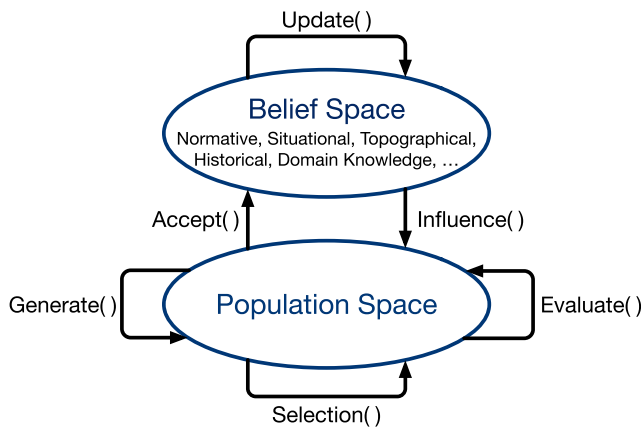 Update( )
Belief Space
Normative, Situational, Topographical,
Historical, Domain Knowledge, ...
Accept( )
Influence( )
Generate( )
Population Space
Evaluate( )
Selection( )